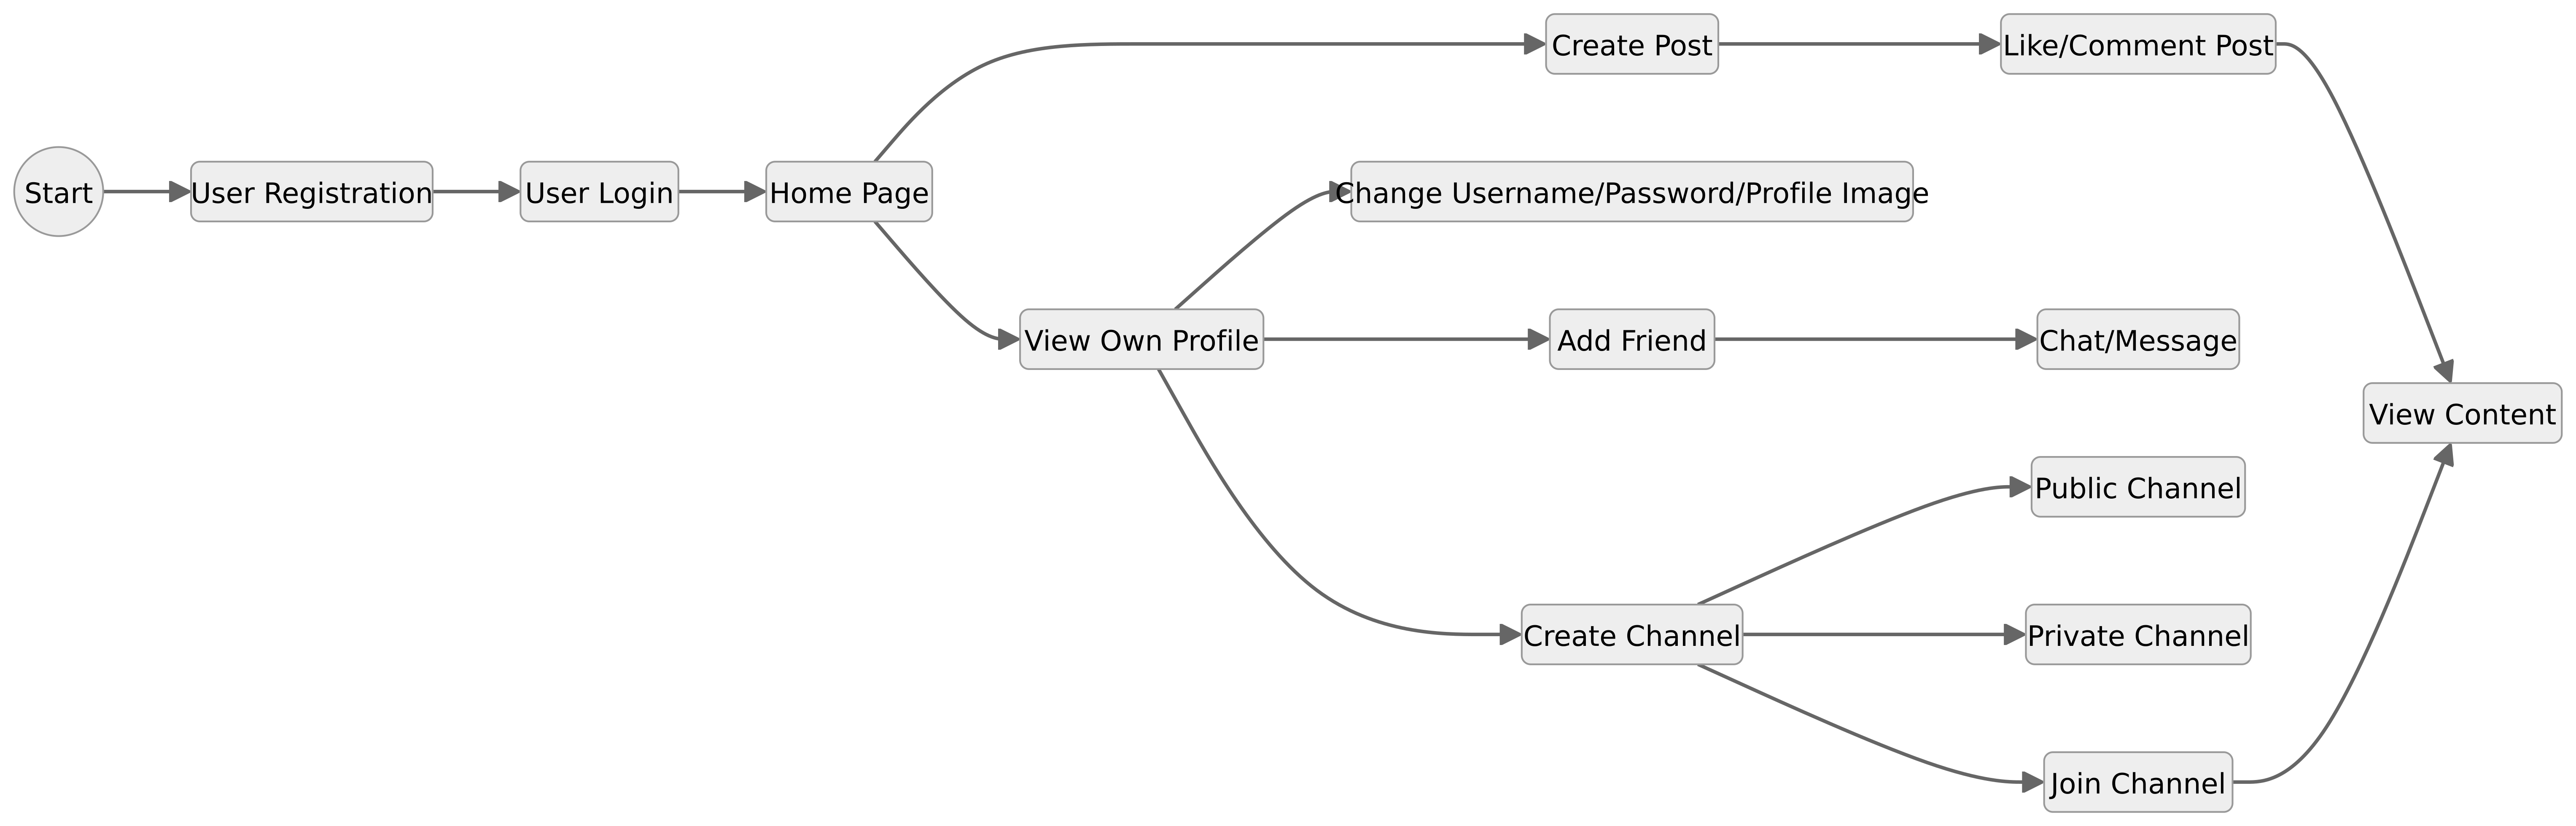 Create Post
Like/Comment Post
Start
User Registration
User Login
Home Page
Change Username/Password/Profile Image
View Own Profile
Add Friend
Chat/Message
View Content
Public Channel
Create Channel
Private Channel
Join Channel